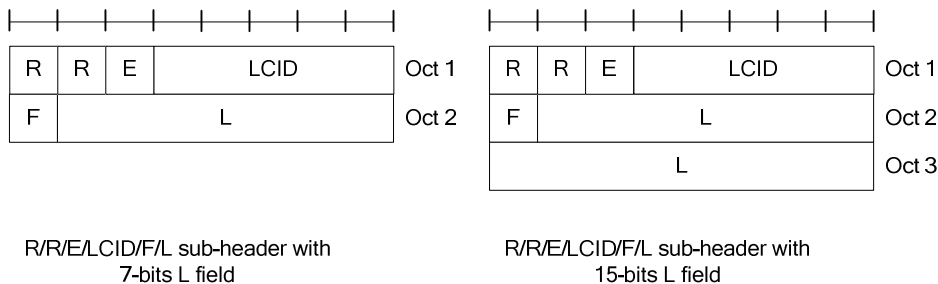 R R E LCID Oct 1
F L Oct 2
R/R/E/LCID/F/L sub-header with
7-bits L field
R R E LCID Oct 1
F L Oct 2
L Oct 3
R/R/E/LCID/F/L sub-header with
15-bits L field